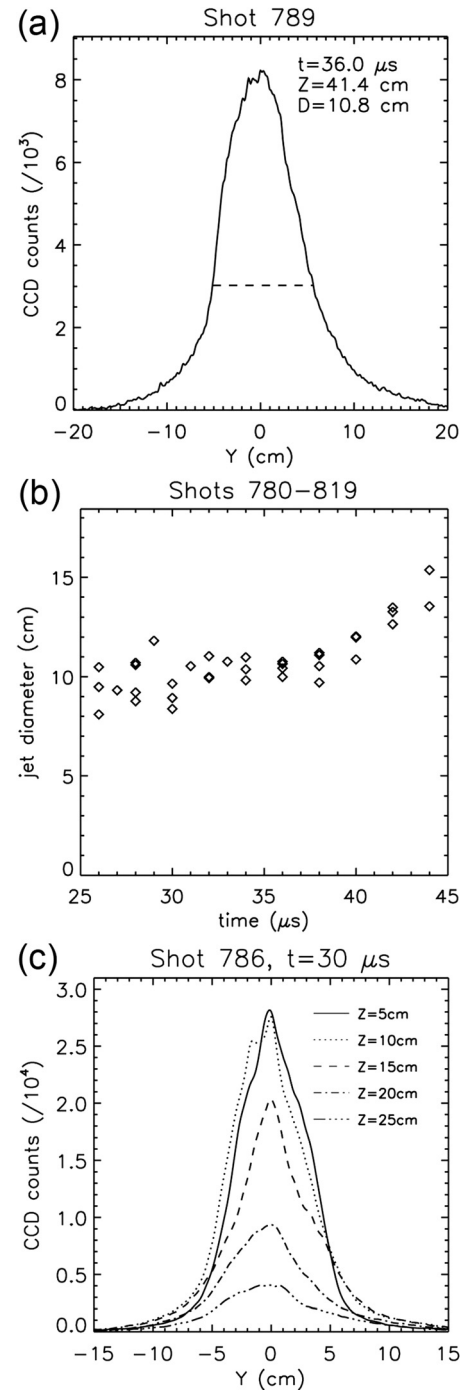 (a) Shot 789
t=36.0 μs
Z=41.4 cm
D=10.8 cm
8
6
4
2
0
CCD counts (/10³)
-20 -10 0 10 20
Y (cm)
(b) Shots 780-819
15
10
5
0
jet diameter (cm)
25 30 35 40 45
time (μs)
(c) Shot 786, t=30 μs
3.0
2.5
2.0
1.5
1.0
0.5
0.0
CCD counts (/10⁴)
Z=5cm
Z=10cm
Z=15cm
Z=20cm
Z=25cm
-15 -10 -5 0 5 10 15
Y (cm)